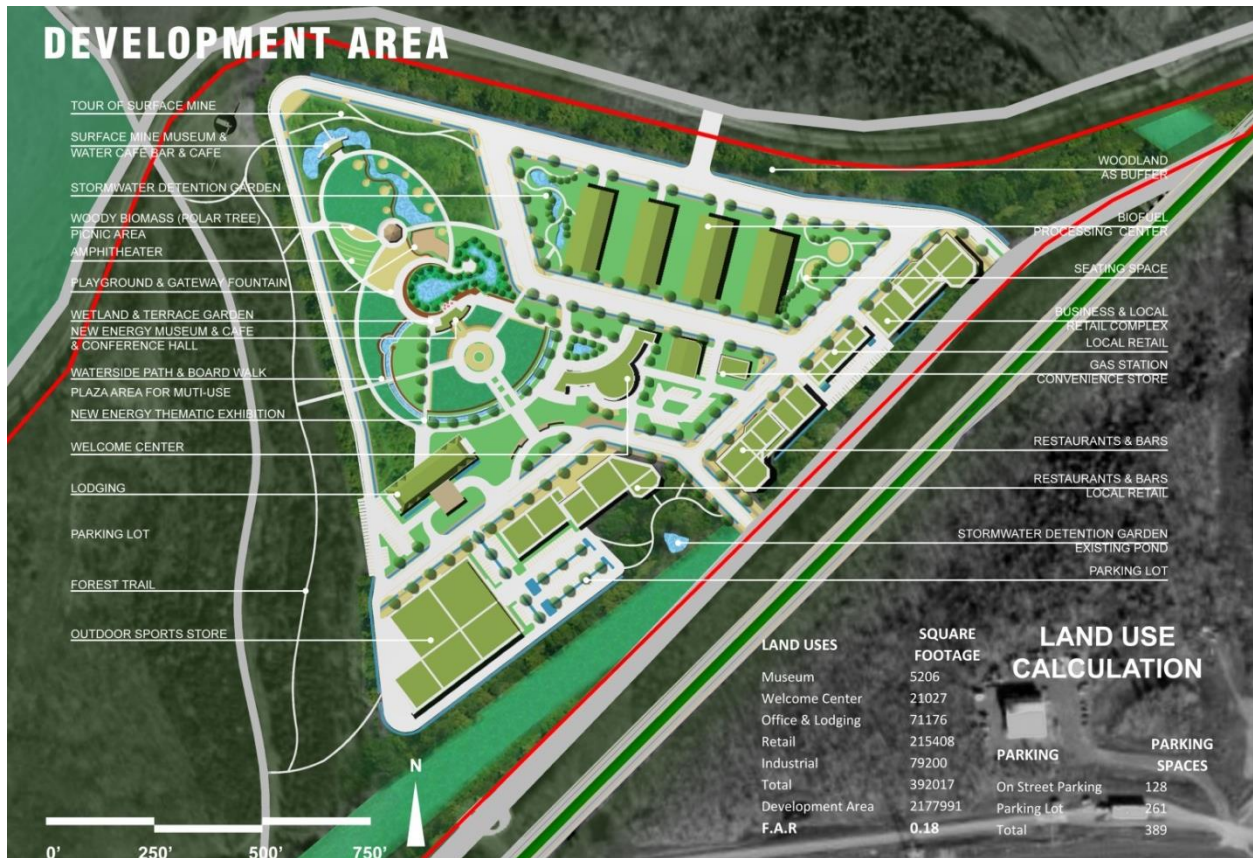 DEVELOPMENT AREA
TOUR OF SURFACE MINE
SURFACE MINE MUSEUM &
WATER CAFE BAR & CAFE
STORMWATER DETENTION GARDEN
WOODY BIOMASS (POLAR TREE)
PICNIC AREA
AMPHITHEATER
PLAYGROUND & GATEWAY FOUNTAIN
WETLAND & TERRACE GARDEN
NEW ENERGY MUSEUM & CAFE
& CONFERENCE HALL
WATERSIDE PATH & BOARD WALK
PLAZA AREA FOR MUTI-USE
NEW ENERGY THEMATIC EXHIBITION
WELCOME CENTER
LODGING
PARKING LOT
FOREST TRAIL
OUTDOOR SPORTS STORE
WOODLAND
AS BUFFER
BIOFUEL
PROCESSING CENTER
SEATING SPACE
BUSINESS & LOCAL
RETAIL COMPLEX
LOCAL RETAIL
GAS STATION
CONVENIENCE STORE
RESTAURANTS & BARS
RESTAURANTS & BARS
LOCAL RETAIL
STORMWATER DETENTION GARDEN
EXISTING POND
PARKING LOT
LAND USE
CALCULATION
LAND USES SQUARE FOOTAGE
Museum 5206
Welcome Center 21027
Office & Lodging 71176
Retail 215408
Industrial 79200
Total 392017
Development Area 2177991
F.A.R 0.18
PARKING PARKING SPACES
On Street Parking 128
Parking Lot 261
Total 389
N
0' 250' 500' 750'